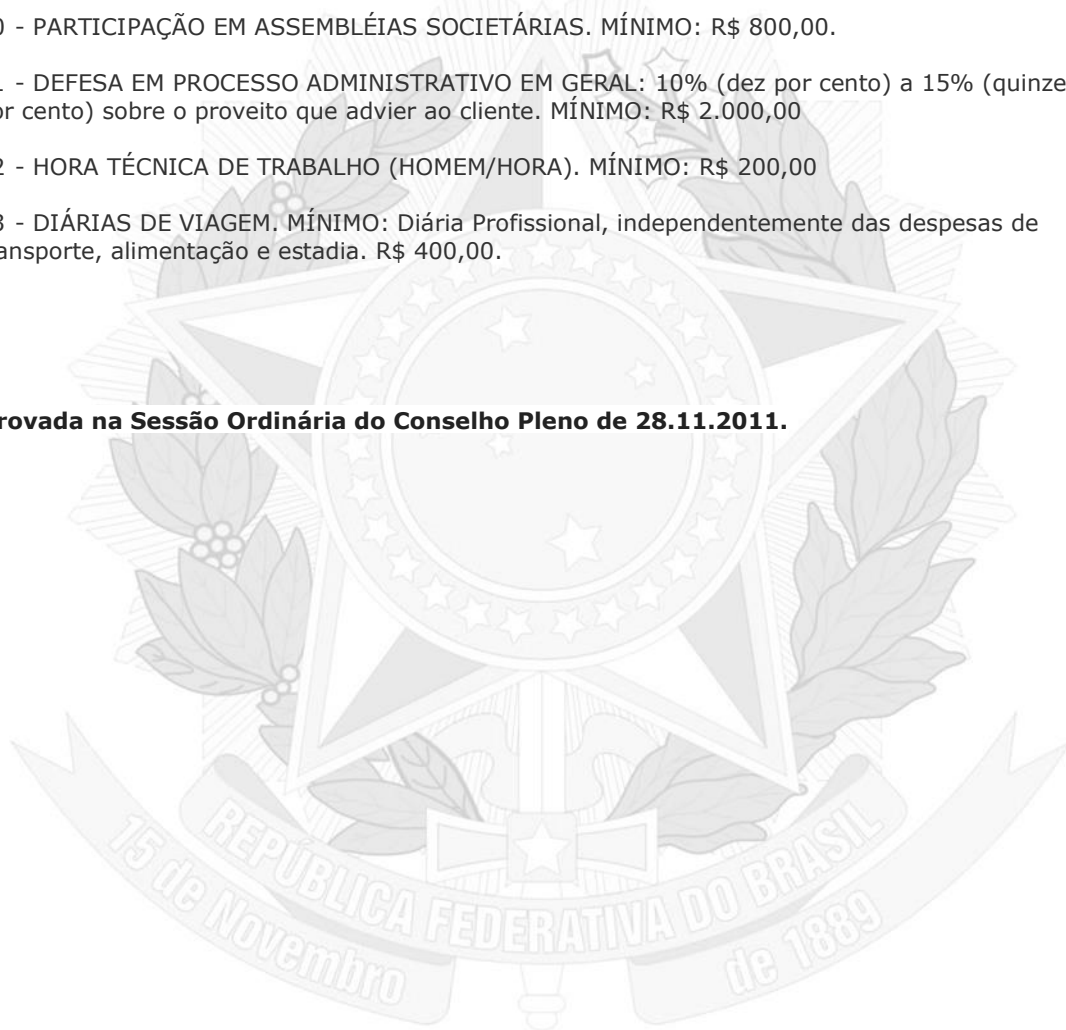 0 - PARTICIPAÇÃO EM ASSEMBLÉIAS SOCIETÁRIAS. MÍNIMO: R$ 800,00.
1 - DEFESA EM PROCESSO ADMINISTRATIVO EM GERAL: 10% (dez por cento) a 15% (quinze
or cento) sobre o proveito que advier ao cliente. MÍNIMO: R$ 2.000,00
2 - HORA TÉCNICA DE TRABALHO (HOMEM/HORA). MÍNIMO: R$ 200,00
3 - DIÁRIAS DE VIAGEM. MÍNIMO: Diária Profissional, independentemente das despesas de
ansporte, alimentação e estadia. R$ 400,00.
rovada na Sessão Ordinária do Conselho Pleno de 28.11.2011.
REPÚBLICA FEDERATIVA DO BRASIL
15 de Novembro de 1889